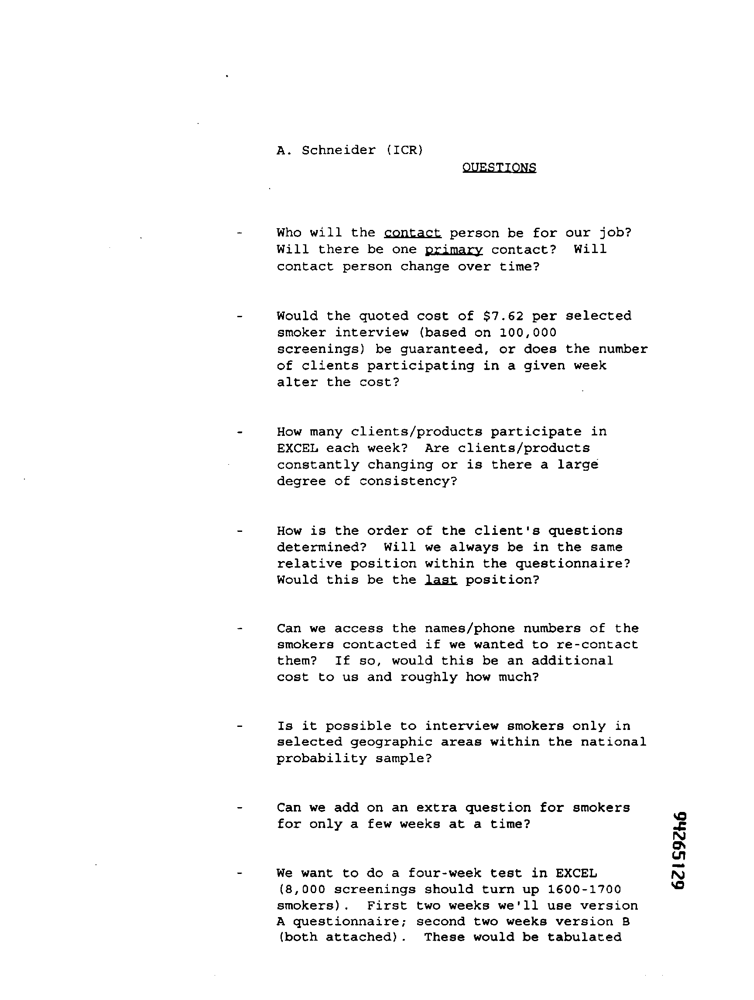 A. Schneider (ICR)
QUESTIONS
- Who will the contact person be for our job?
Will there be one primary contact? Will
contact person change over time?
- Would the quoted cost of $7.62 per selected
smoker interview (based on 100,000
screenings) be guaranteed, or does the number
of clients participating in a given week
alter the cost?
- How many clients/products participate in
EXCEL each week? Are clients/products
constantly changing or is there a large
degree of consistency?
- How is the order of the client's questions
determined? Will we always be in the same
relative position within the questionnaire?
Would this be the last position?
- Can we access the names/phone numbers of the
smokers contacted if we wanted to re-contact
them? If so, would this be an additional
cost to us and roughly how much?
- Is it possible to interview smokers only in
selected geographic areas within the national
probability sample?
- Can we add on an extra question for smokers
for only a few weeks at a time?
- We want to do a four-week test in EXCEL
(8,000 screenings should turn up 1600-1700
smokers). First two weeks we'll use version
A questionnaire; second two weeks version B
(both attached). These would be tabulated
94265129